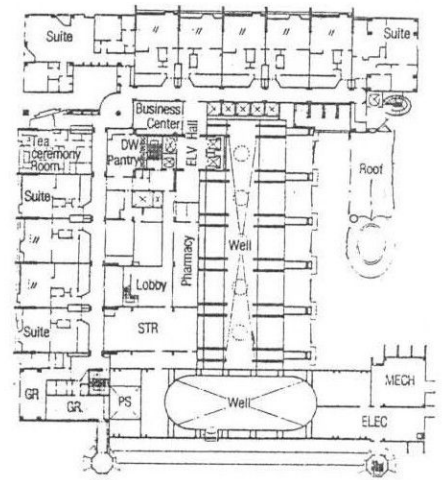 Suite
Suite
Business
Center
ELV Hall
DW
Pantry
Tea
ceremony
Room
Roof
Suite
Well
Pharmacy
Lobby
STR
Suite
GR
GR.
PS
Well
MECH
ELEC